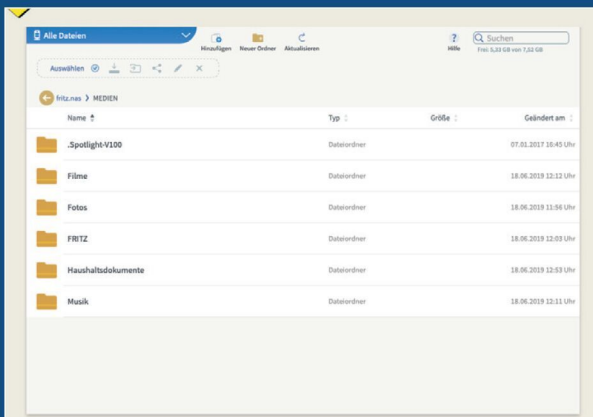 Alle Dateien
Hinzufügen Neuer Ordner Aktualisieren
? Hilfe
Suchen
Frei: 5,33 GB von 7,52 GB
Auswählen
fritz.nas > MEDIEN
Name Typ Größe Geändert am
.Spotlight-V100 Dateiordner 07.01.2017 18:45 Uhr
Filme Dateiordner 18.06.2019 12:12 Uhr
Fotos Dateiordner 18.06.2019 11:56 Uhr
FRITZ Dateiordner 18.06.2019 12:03 Uhr
Haushaltsdokumente Dateiordner 18.06.2019 12:53 Uhr
Musik Dateiordner 18.06.2019 12:11 Uhr